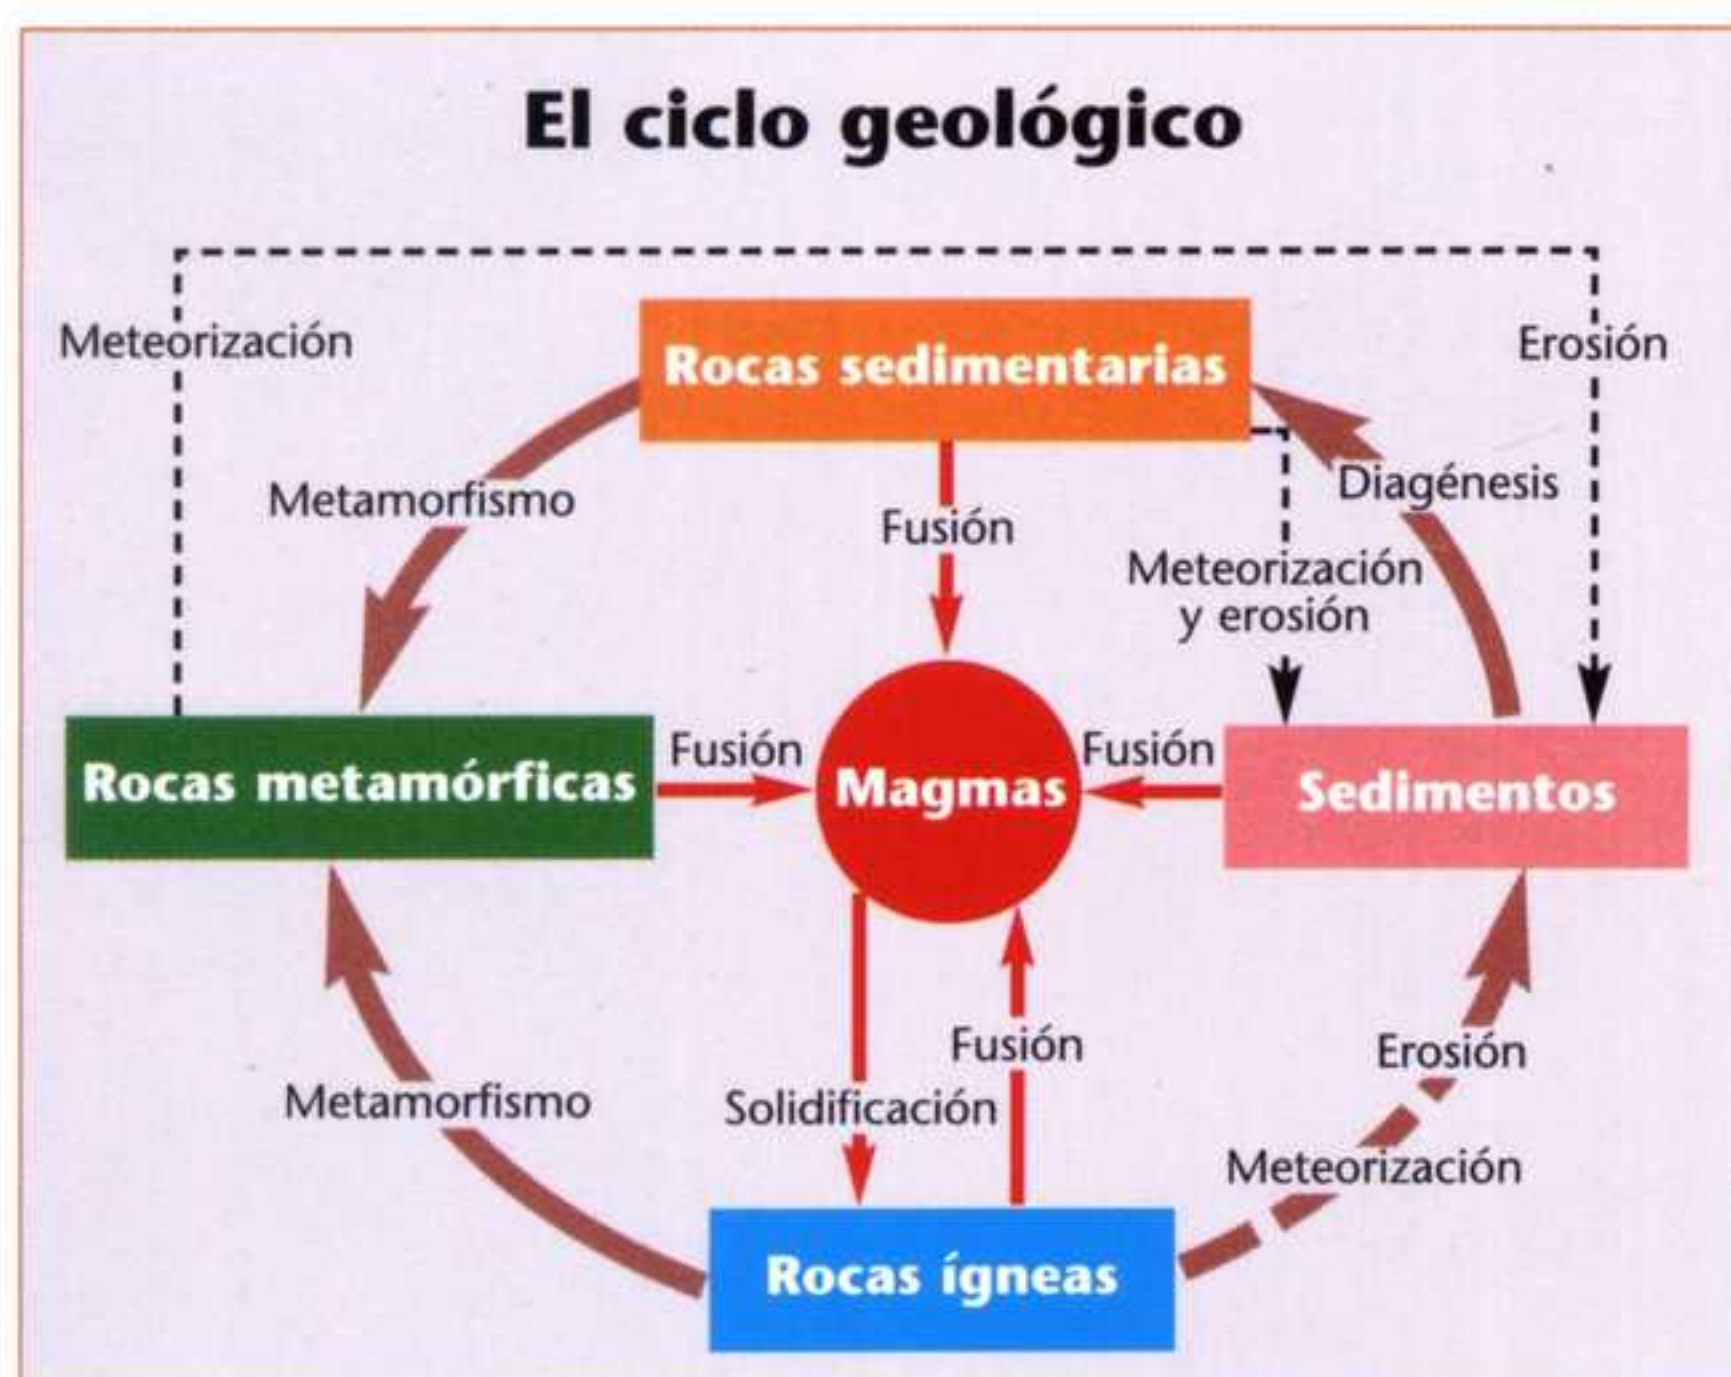 El ciclo geológico
Meteorización
Rocas sedimentarias
Erosión
Metamorfismo
Fusión
Diagénesis
Meteorización
y erosión
Rocas metamórficas
Fusión
Magmas
Fusión
Sedimentos
Metamorfismo
Solidificación
Fusión
Erosión
Meteorización
Rocas ígneas